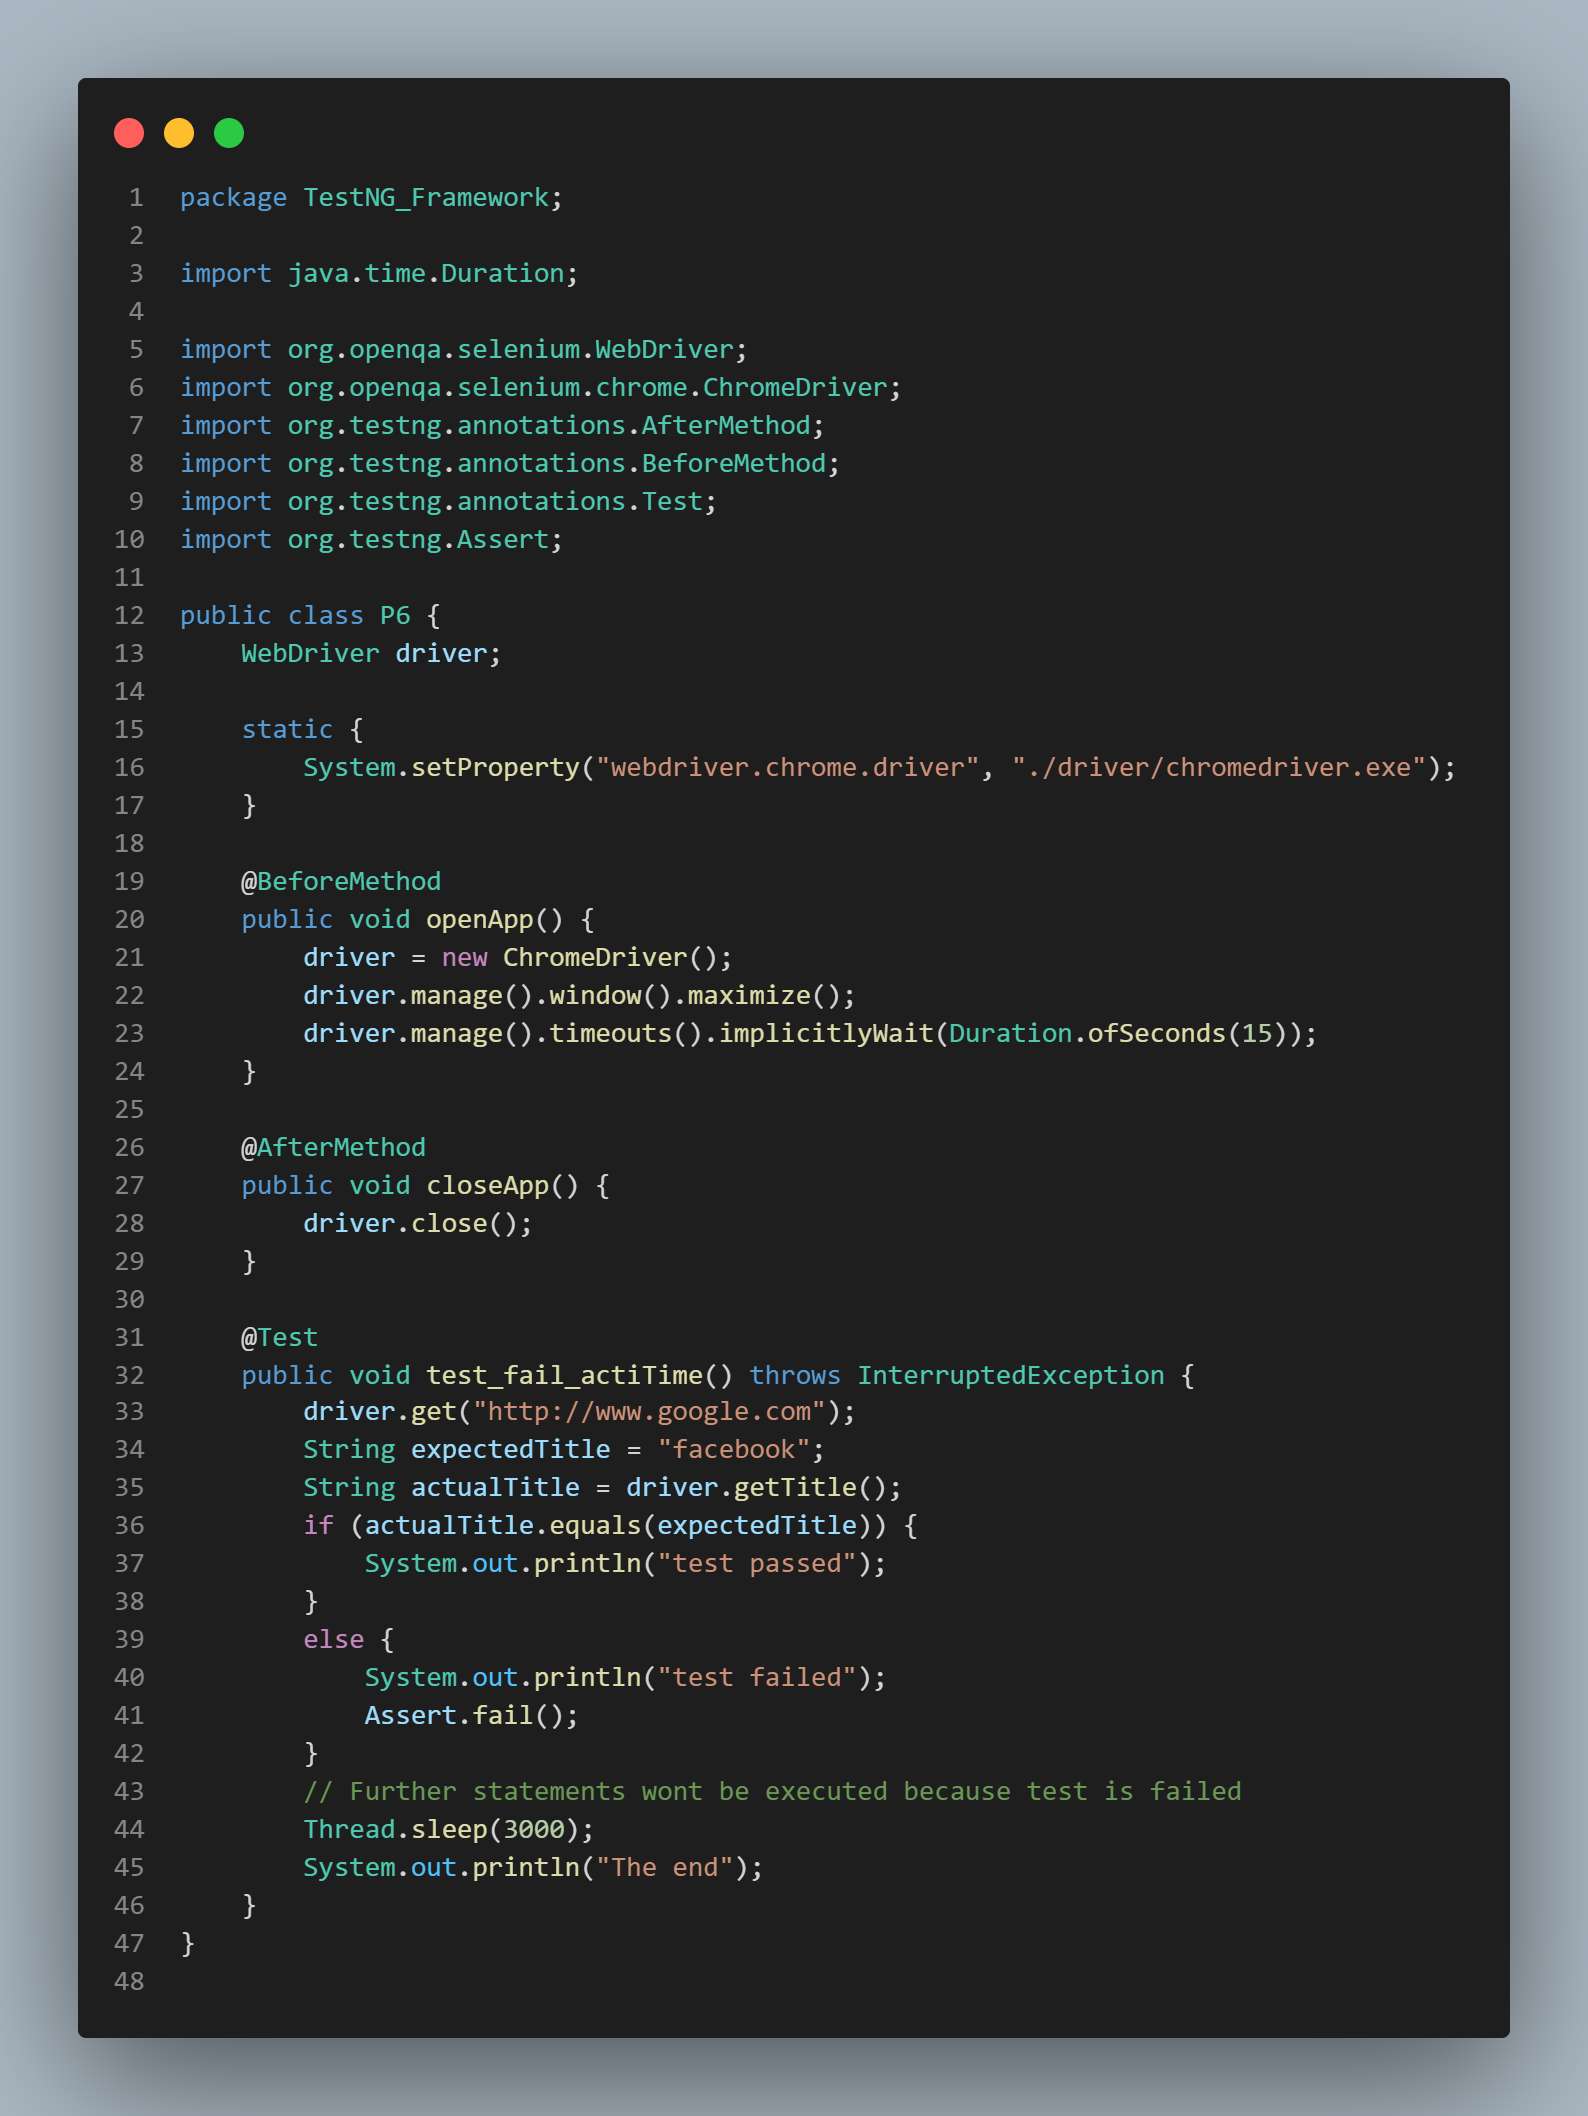 1 package TestNG_Framework;
2
3 import java.time.Duration;
4
5 import org.openqa.selenium.WebDriver;
6 import org.openqa.selenium.chrome.ChromeDriver;
7 import org.testng.annotations.AfterMethod;
8 import org.testng.annotations.BeforeMethod;
9 import org.testng.annotations.Test;
10 import org.testng.Assert;
11
12 public class P6 {
13     WebDriver driver;
14
15     static {
16         System.setProperty("webdriver.chrome.driver", "./driver/chromedriver.exe");
17     }
18
19     @BeforeMethod
20     public void openApp() {
21         driver = new ChromeDriver();
22         driver.manage().window().maximize();
23         driver.manage().timeouts().implicitlyWait(Duration.ofSeconds(15));
24     }
25
26     @AfterMethod
27     public void closeApp() {
28         driver.close();
29     }
30
31     @Test
32     public void test_fail_actiTime() throws InterruptedException {
33         driver.get("http://www.google.com");
34         String expectedTitle = "facebook";
35         String actualTitle = driver.getTitle();
36         if (actualTitle.equals(expectedTitle)) {
37             System.out.println("test passed");
38         }
39         else {
40             System.out.println("test failed");
41             Assert.fail();
42         }
43         // Further statements wont be executed because test is failed
44         Thread.sleep(3000);
45         System.out.println("The end");
46     }
47 }
48